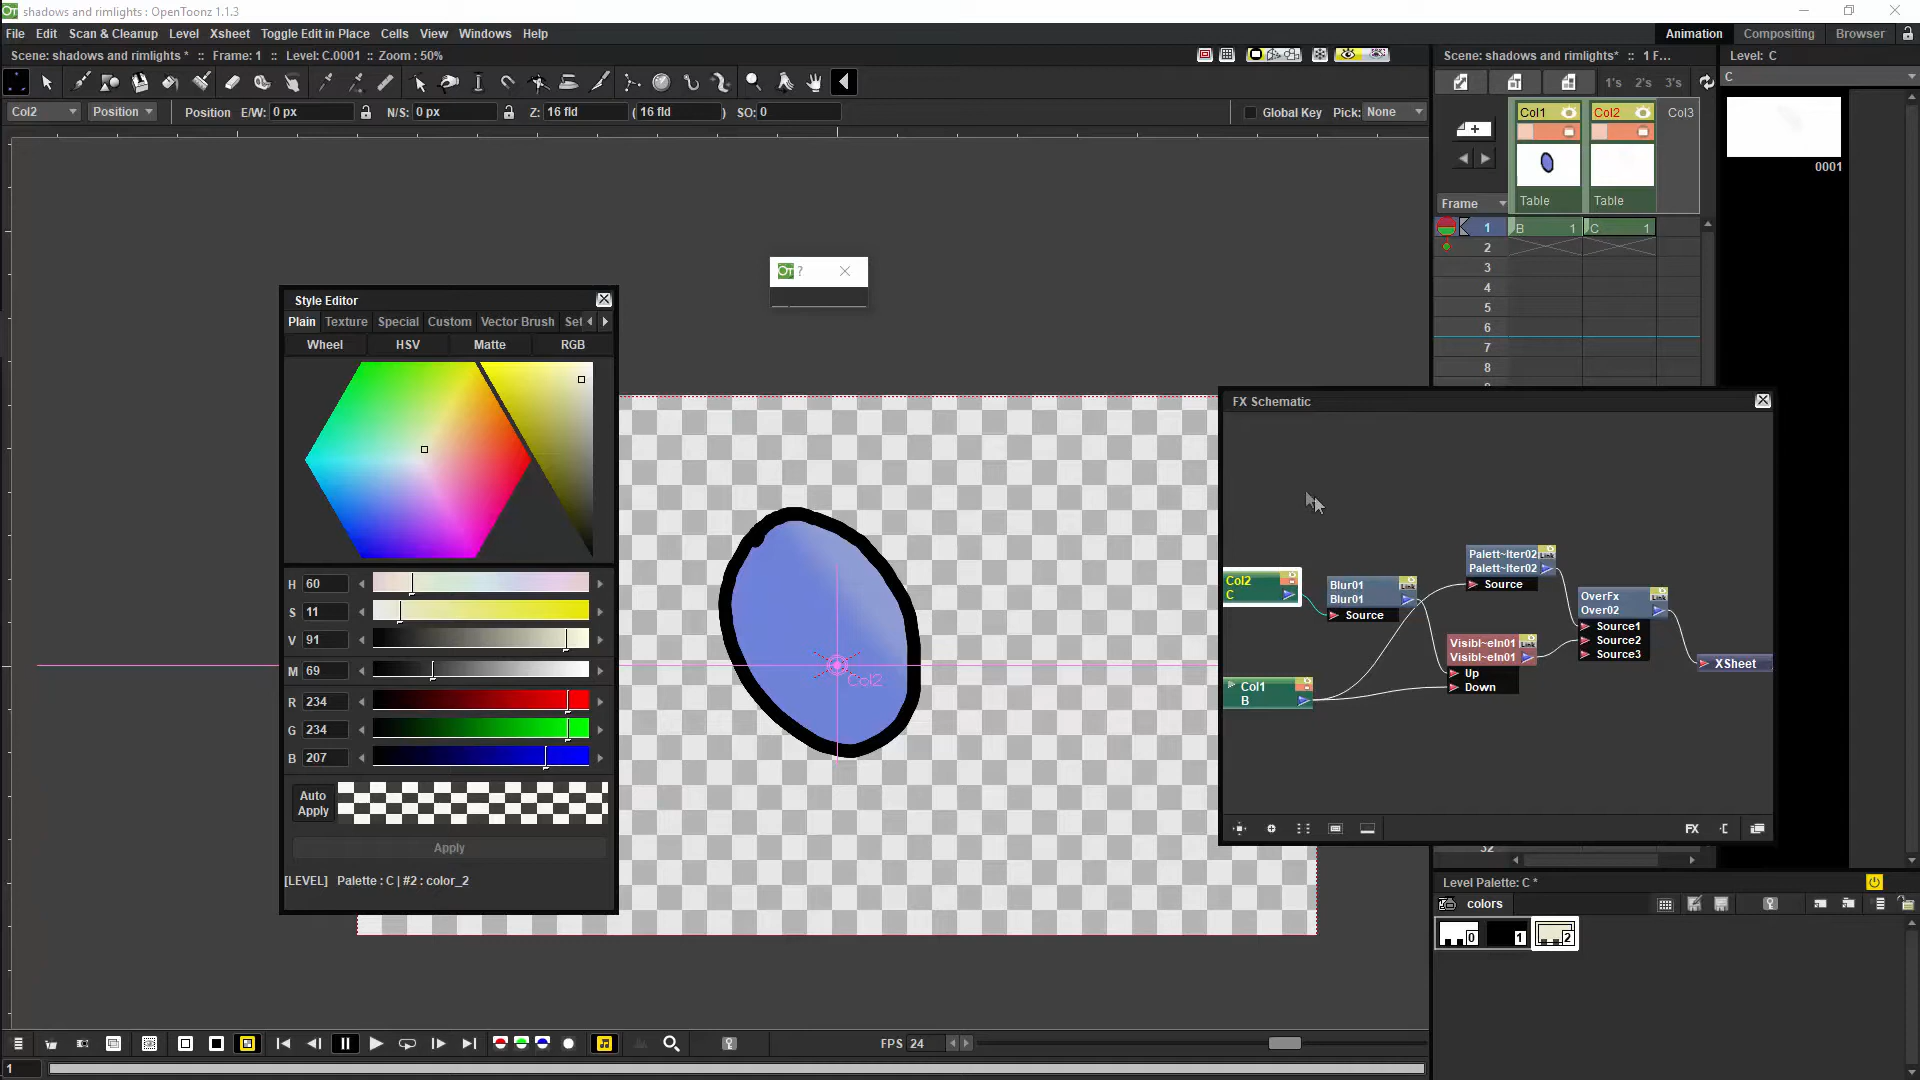 shadows and rimlights : OpenToonz 1.1.3
File Edit Scan & Cleanup Level Xsheet Toggle Edit in Place Cells View Windows Help
Animation Compositing Browser
Scene: shadows and rimlights * :: Frame: 1 :: Level: C.0001 :: Zoom : 50%
Scene: shadows and rimlights* :: 1 F...
Level: C
C
1's 2's 3's
Col2 Position Position E/W: 0 px N/S: 0 px Z: 16 fld ( 16 fld ) SO: 0 Global Key Pick: None
Col1 Col2 Col3
Table Table
0001
Frame
1 B 1 C 1
2
3
4
5
6
7
8
32
OT ?
Style Editor
Plain Texture Special Custom Vector Brush Set
Wheel HSV Matte RGB
H 60
S 11
V 91
M 69
R 234
G 234
B 207
Auto Apply
Apply
[LEVEL] Palette : C | #2 : color_2
Col2
FX Schematic
Col2
C
Blur01
Blur01
Source
Palett~lter02
Palett~lter02
Source
Link
OverFx
Over02
Source1
Source2
Source3
Visibl~eIn01
Visibl~eIn01
Up
Down
Col1
B
XSheet
FX
Level Palette: C *
colors
0 1 2
FPS 24
1